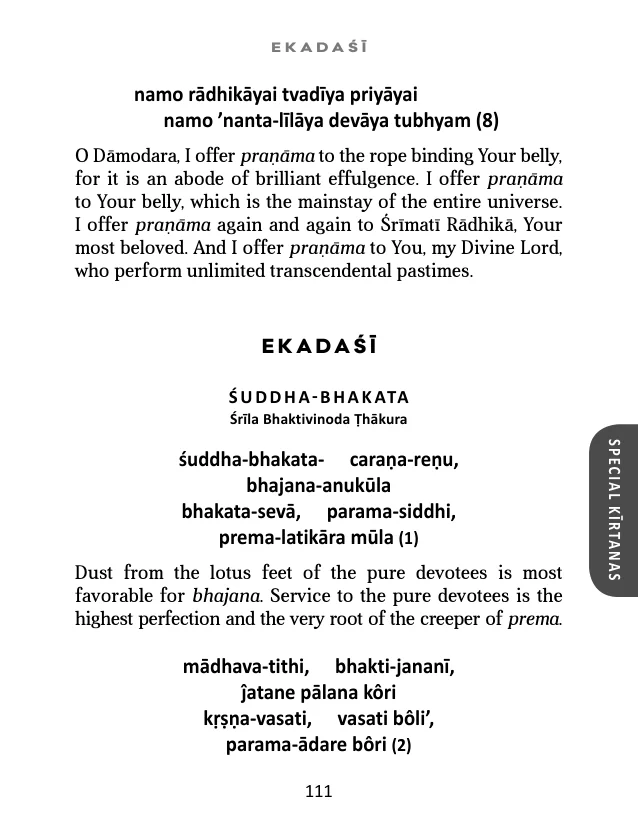 EKADAŚĪ
namo rādhikāyai tvadīya priyāyai
namo ’nanta-līlāya devāya tubhyam (8)
O Dāmodara, I offer praṇāma to the rope binding Your belly,
for it is an abode of brilliant effulgence. I offer praṇāma
to Your belly, which is the mainstay of the entire universe.
I offer praṇāma again and again to Śrīmatī Rādhikā, Your
most beloved. And I offer praṇāma to You, my Divine Lord,
who perform unlimited transcendental pastimes.
EKADAŚĪ
ŚUDDHA-BHAKATA
Śrīla Bhaktivinoda Ṭhākura
śuddha-bhakata- caraṇa-reṇu,
bhajana-anukūla
bhakata-sevā, parama-siddhi,
prema-latikāra mūla (1)
Dust from the lotus feet of the pure devotees is most
favorable for bhajana. Service to the pure devotees is the
highest perfection and the very root of the creeper of prema.
mādhava-tithi, bhakti-jananī,
ĵatane pālana kôri
kṛṣṇa-vasati, vasati bôli’,
parama-ādare bôri (2)
SPECIAL KĪRTANAS
111